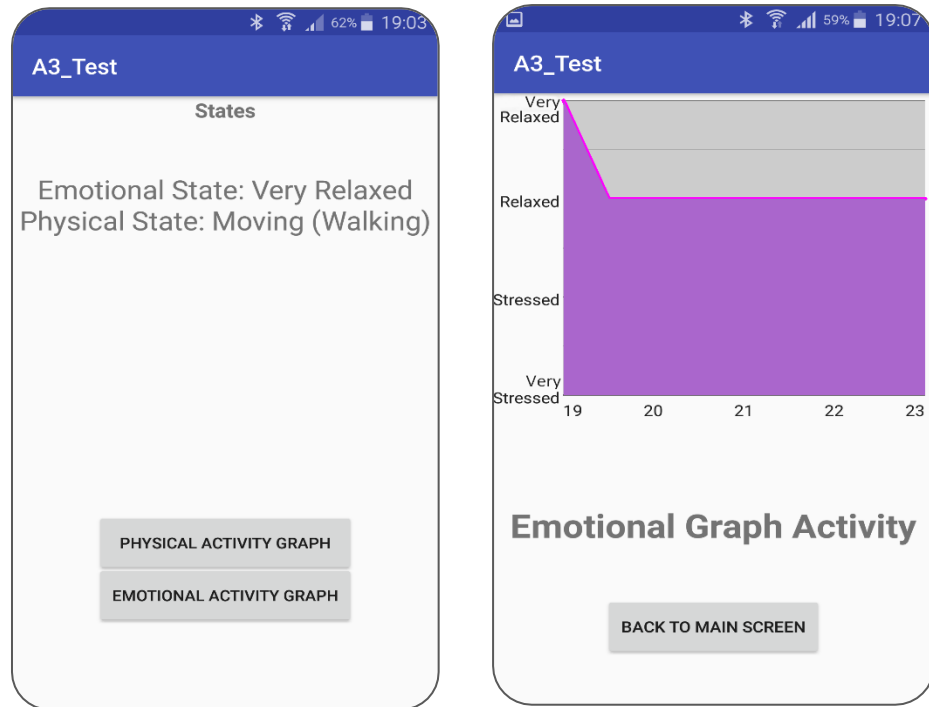 62% 19:03
A3_Test
States
Emotional State: Very Relaxed
Physical State: Moving (Walking)
PHYSICAL ACTIVITY GRAPH
EMOTIONAL ACTIVITY GRAPH
59% 19:07
A3_Test
Very
Relaxed
Relaxed
Stressed
Very
Stressed
19 20 21 22 23
Emotional Graph Activity
BACK TO MAIN SCREEN